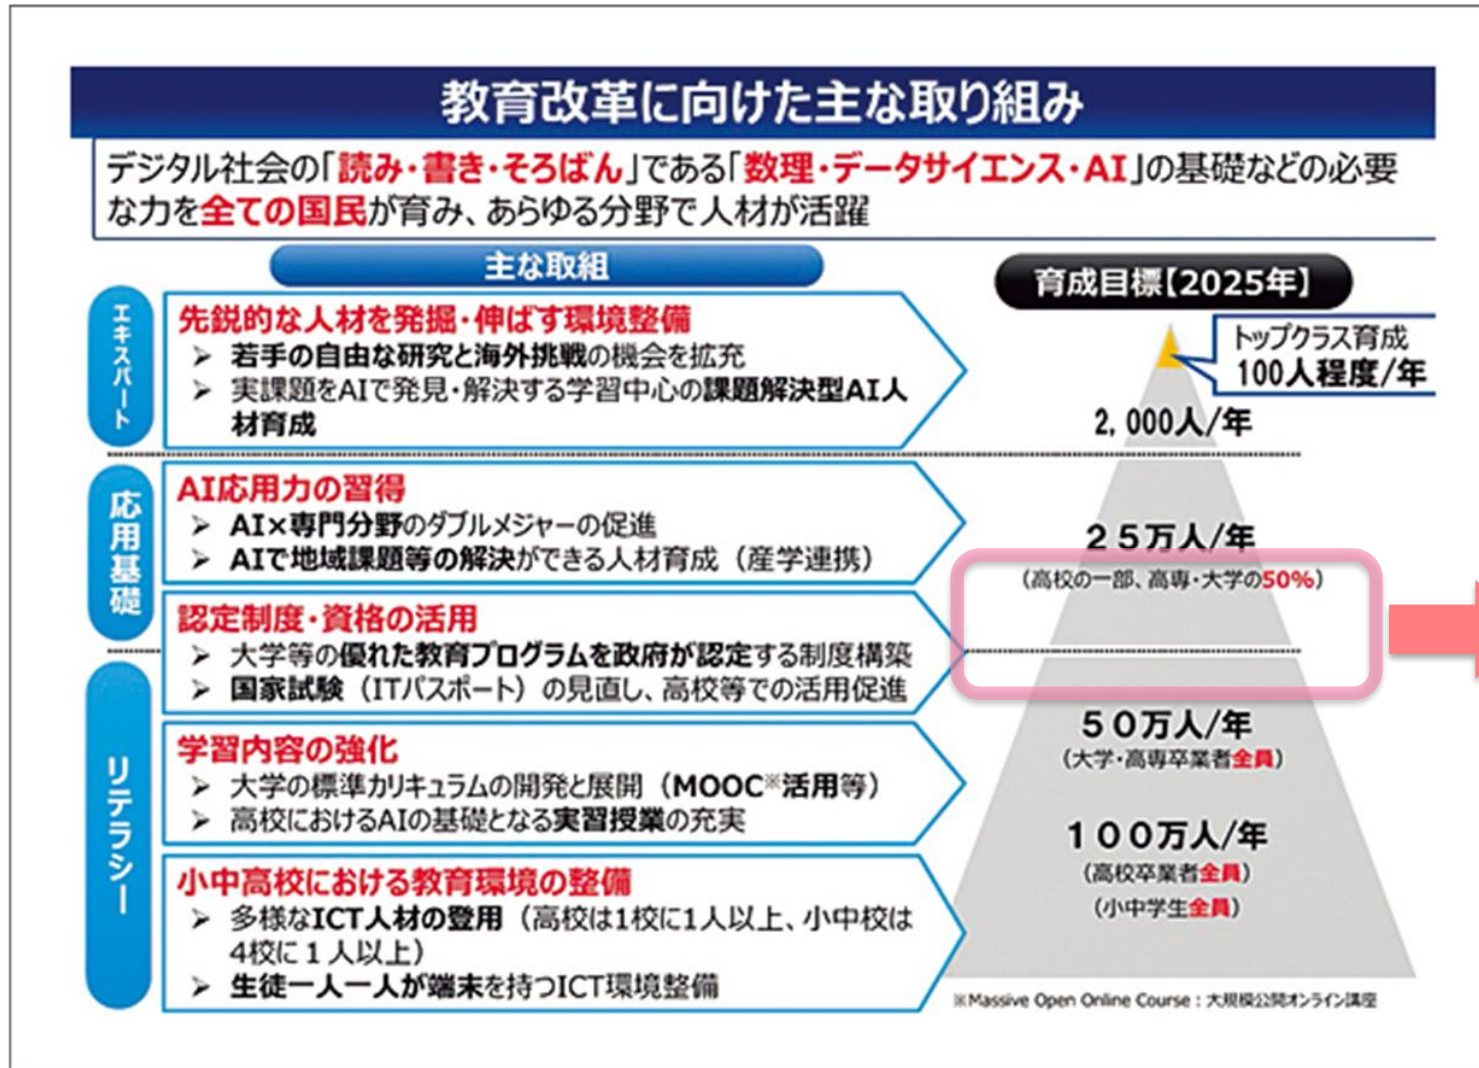 教育改革に向けた主な取り組み
デジタル社会の「読み・書き・そろばん」である「数理・データサイエンス・AI」の基礎などの必要
な力を全ての国民が育み、あらゆる分野で人材が活躍
主な取組
育成目標【2025年】
エキスパート
先鋭的な人材を発掘・伸ばす環境整備
➢ 若手の自由な研究と海外挑戦の機会を拡充
➢ 実課題をAIで発見・解決する学習中心の課題解決型AI人
材育成
トップクラス育成
100人程度/年
2,000人/年
応用基礎
AI応用力の習得
➢ AI×専門分野のダブルメジャーの促進
➢ AIで地域課題等の解決ができる人材育成（産学連携）
25万人/年
（高校の一部、高専・大学の50%）
認定制度・資格の活用
➢ 大学等の優れた教育プログラムを政府が認定する制度構築
➢ 国家試験（ITパスポート）の見直し、高校等での活用促進
リテラシー
学習内容の強化
➢ 大学の標準カリキュラムの開発と展開（MOOC※活用等）
➢ 高校におけるAIの基礎となる実習授業の充実
50万人/年
（大学・高専卒業者全員）
100万人/年
（高校卒業者全員）
（小中学生全員）
小中高校における教育環境の整備
➢ 多様なICT人材の登用（高校は1校に1人以上、小中校は
4校に１人以上）
➢ 生徒一人一人が端末を持つICT環境整備
※Massive Open Online Course：大規模公開オンライン講座